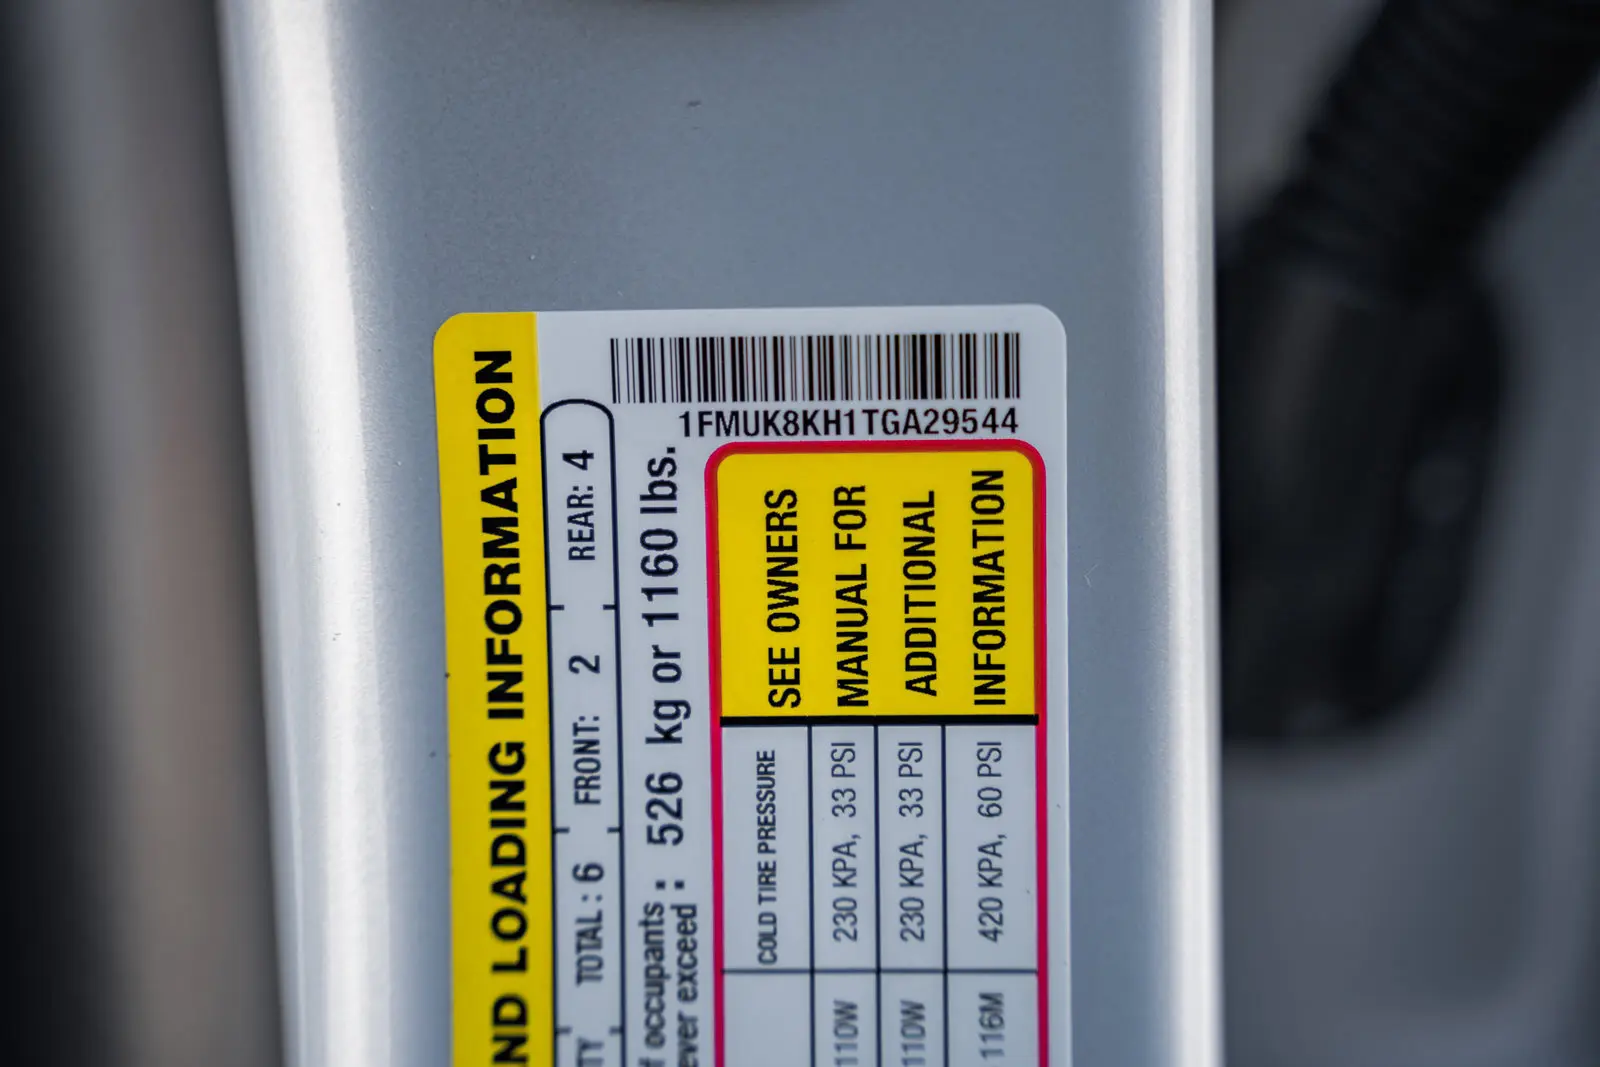 1FMUK8KH1TGA29544
ND LOADING INFORMATION
TY TOTAL: 6 FRONT: 2 REAR: 4
f occupants :
ever exceed : 526 kg or 1160 lbs.
COLD TIRE PRESSURE
110W 230 KPA, 33 PSI
110W 230 KPA, 33 PSI
116M 420 KPA, 60 PSI
SEE OWNERS
MANUAL FOR
ADDITIONAL
INFORMATION